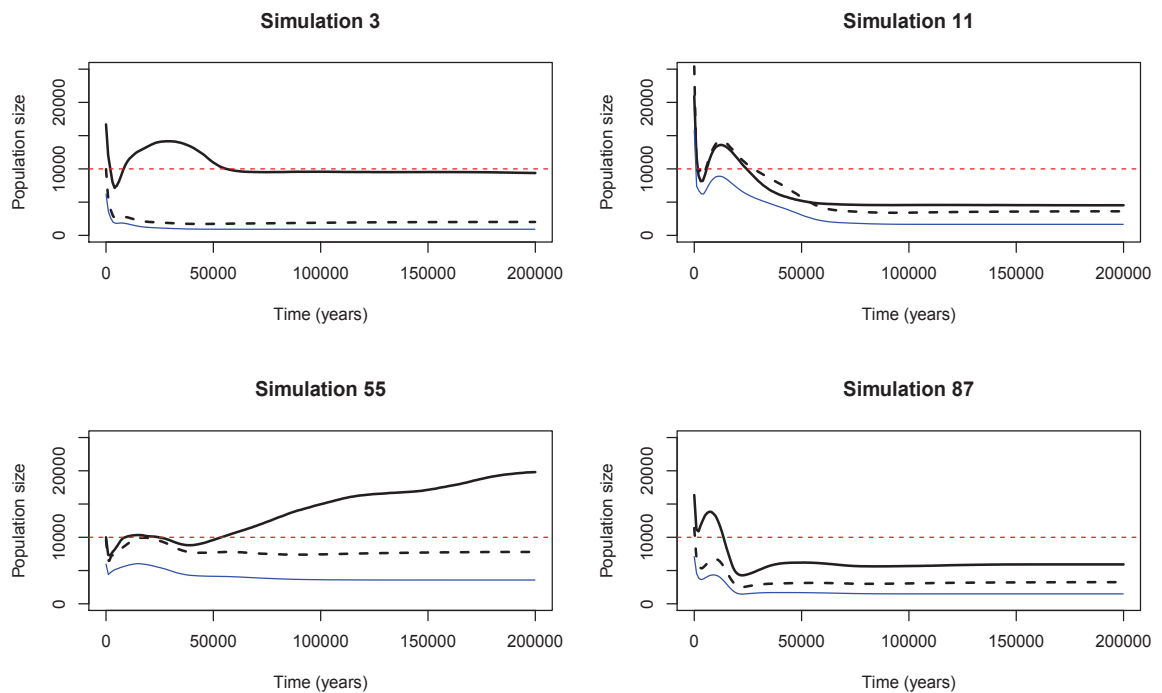 Simulation 3
Population size
20000
10000
0
0 50000 100000 150000 200000
Time (years)
Simulation 11
Population size
20000
10000
0
0 50000 100000 150000 200000
Time (years)
Simulation 55
Population size
20000
10000
0
0 50000 100000 150000 200000
Time (years)
Simulation 87
Population size
20000
10000
0
0 50000 100000 150000 200000
Time (years)